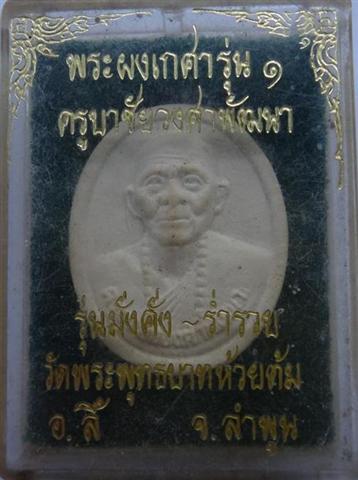 พระผงเกศารุ่น ๑
ครูบาชัยวงศาพัฒนา
รุ่นมั่งคั่ง ~ ร่ำรวย
วัดพระพุทธบาทห้วยต้ม
อ. ลี้ จ. ลำพูน